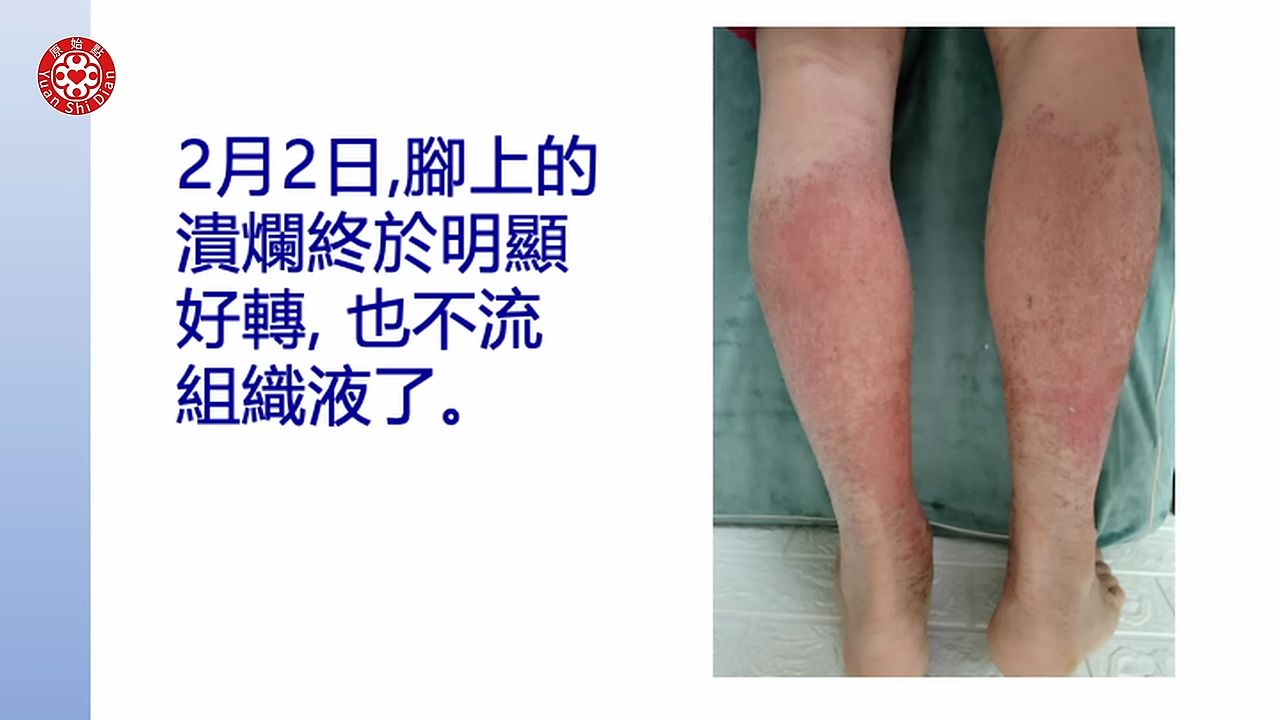 原始點
Yuan Shi Dian
2月2日,腳上的
潰爛終於明顯
好轉, 也不流
組織液了。